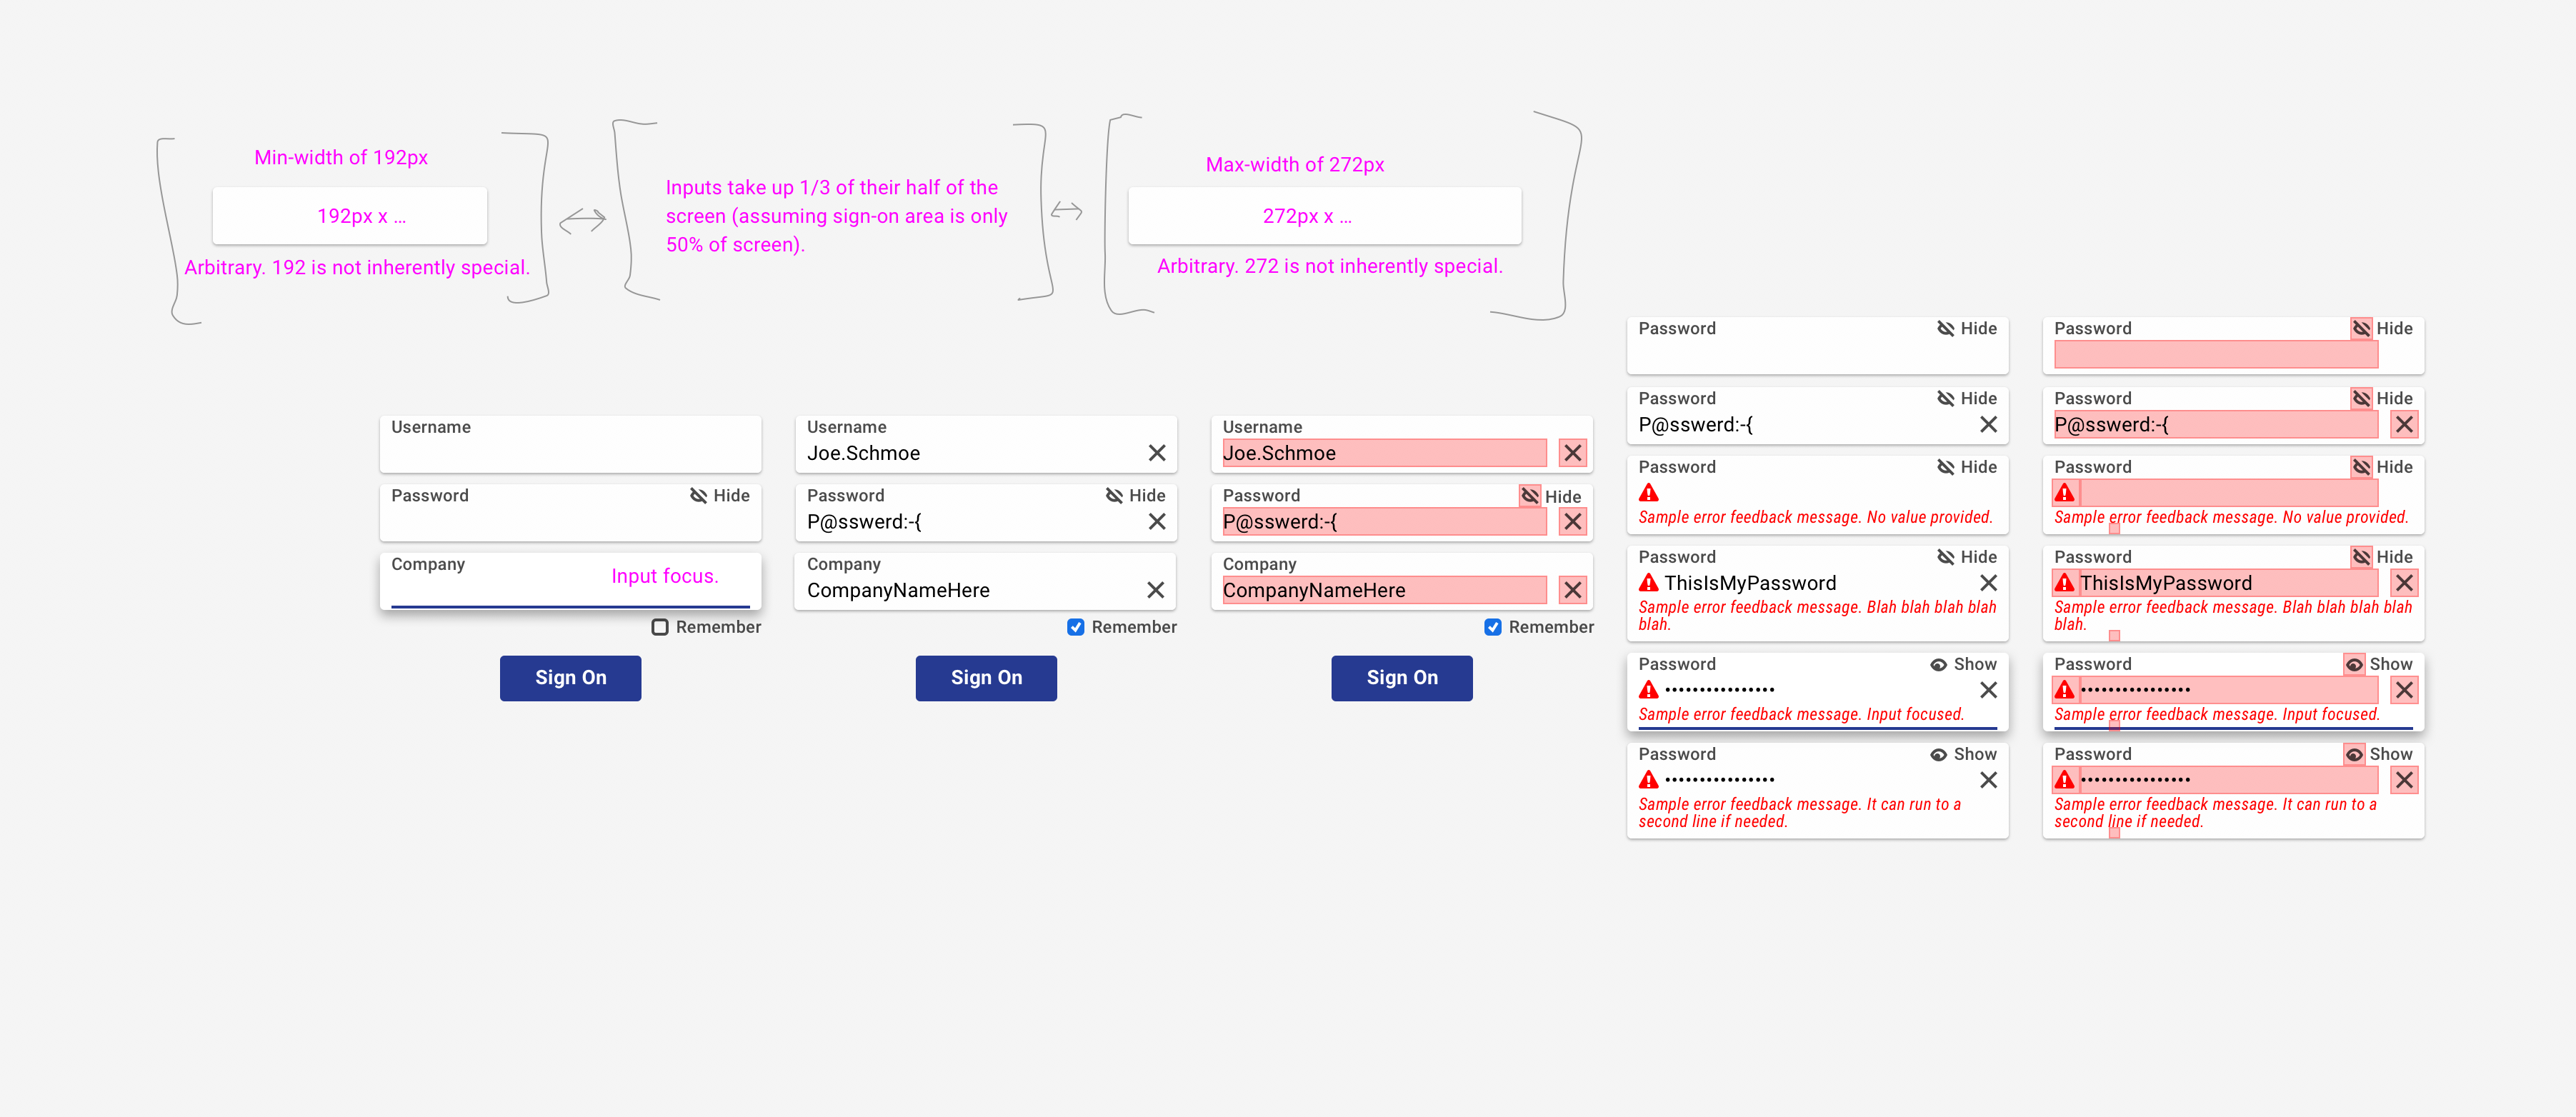 Min-width of 192px
192px x ...
Arbitrary. 192 is not inherently special.
Inputs take up 1/3 of their half of the
screen (assuming sign-on area is only
50% of screen).
Max-width of 272px
272px x ...
Arbitrary. 272 is not inherently special.
Username
Password Hide
Company
Input focus.
Remember
Sign On
Username
Joe.Schmoe
Password Hide
P@sswerd:-{
Company
CompanyNameHere
Remember
Sign On
Username
Joe.Schmoe
Password Hide
P@sswerd:-{
Company
CompanyNameHere
Remember
Sign On
Password Hide
Password Hide
P@sswerd:-{
Password Hide
Sample error feedback message. No value provided.
Password Hide
ThisIsMyPassword
Sample error feedback message. Blah blah blah blah
blah.
Password Show
••••••••••••••••
Sample error feedback message. Input focused.
Password Show
••••••••••••••••
Sample error feedback message. It can run to a
second line if needed.
Password Hide
Password Hide
P@sswerd:-{
Password Hide
Sample error feedback message. No value provided.
Password Hide
ThisIsMyPassword
Sample error feedback message. Blah blah blah blah
blah.
Password Show
••••••••••••••••
Sample error feedback message. Input focused.
Password Show
••••••••••••••••
Sample error feedback message. It can run to a
second line if needed.